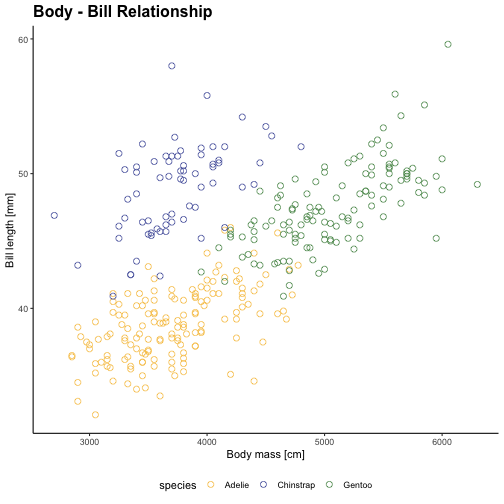 Body - Bill Relationship
60
50
40
Bill length [mm]
3000 4000 5000 6000
Body mass [cm]
species Adelie Chinstrap Gentoo